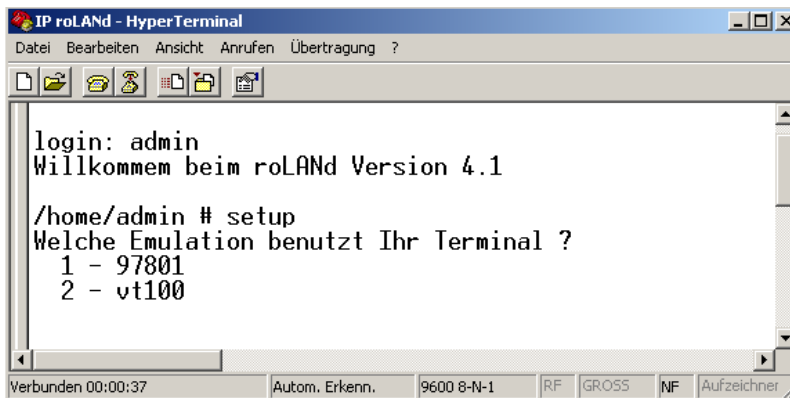 IP roLANd - HyperTerminal
Datei Bearbeiten Ansicht Anrufen Übertragung ?
login: admin
Willkommem beim roLANd Version 4.1
/home/admin # setup
Welche Emulation benutzt Ihr Terminal ?
1 - 97801
2 - vt100
Verbunden 00:00:37 Autom. Erkenn. 9600 8-N-1 RF GROSS NF Aufzeichner